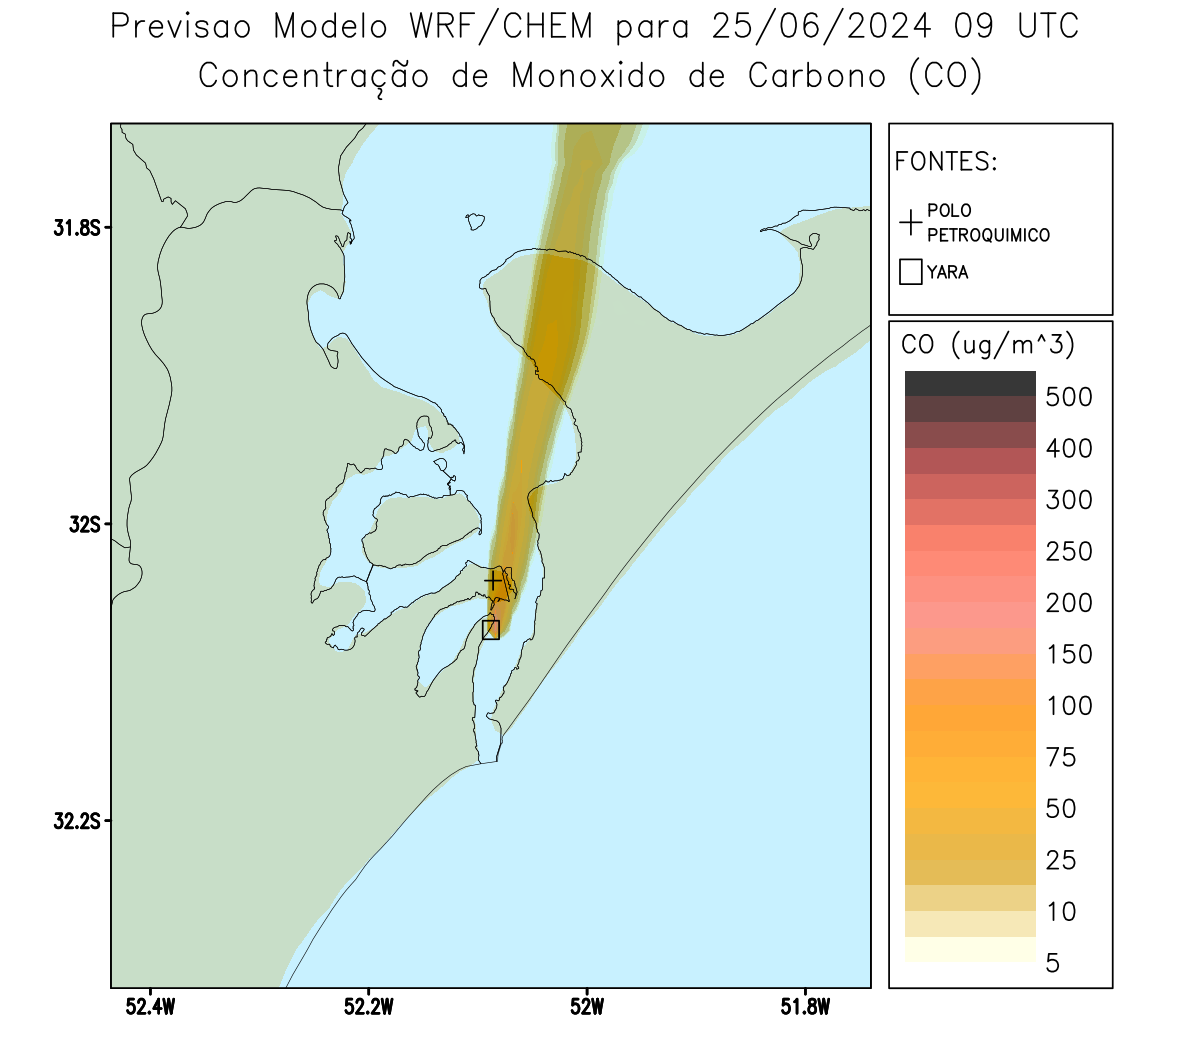 Previsao Modelo WRF/CHEM para 25/06/2024 09 UTC
Concentração de Monoxido de Carbono (CO)
FONTES:
POLO
PETROQUIMICO
YARA
CO (ug/m^3)
500
400
300
250
200
150
100
75
50
25
10
5
31.8S
32S
32.2S
52.4W
52.2W
52W
51.8W